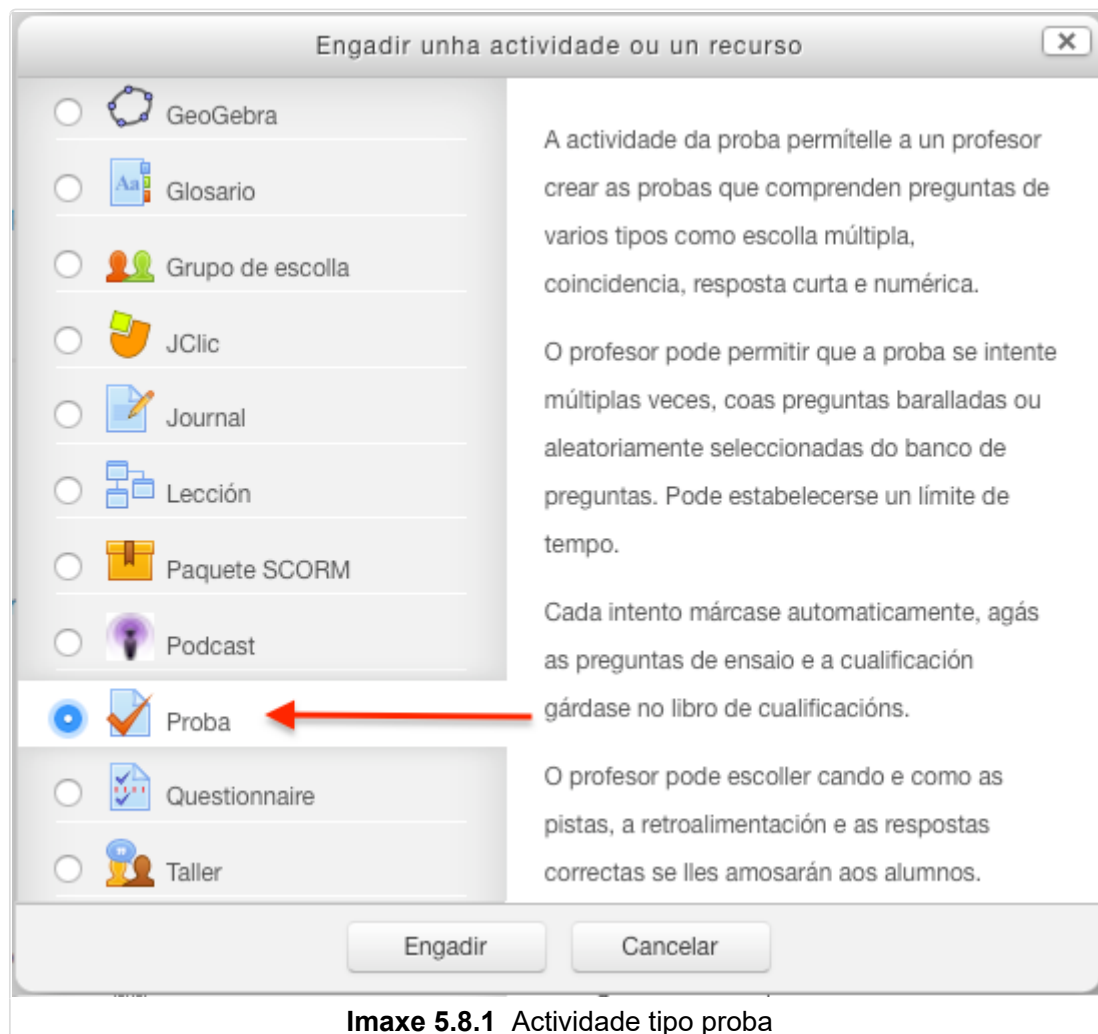 Engadir unha actividade ou un recurso
GeoGebra
Glosario
Grupo de escolla
JClic
Journal
Lección
Paquete SCORM
Podcast
Proba
Questionnaire
Taller
A actividade da proba permítelle a un profesor
crear as probas que comprenden preguntas de
varios tipos como escolla múltipla,
coincidencia, resposta curta e numérica.
O profesor pode permitir que a proba se intente
múltiplas veces, coas preguntas baralladas ou
aleatoriamente seleccionadas do banco de
preguntas. Pode estabelecerse un límite de
tempo.
Cada intento márcase automaticamente, agás
as preguntas de ensaio e a cualificación
gárdase no libro de cualificacións.
O profesor pode escoller cando e como as
pistas, a retroalimentación e as respostas
correctas se lles amosarán aos alumnos.
Engadir Cancelar
Imaxe 5.8.1 Actividade tipo proba